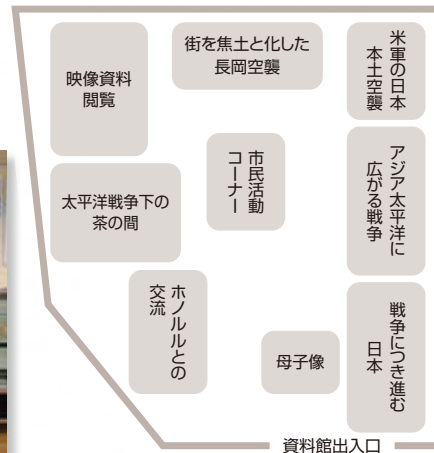 街を焦土と化した
長岡空襲
米軍の日本
本土空襲
映像資料
閲覧
市民活動
コーナー
アジア太平洋に
広がる戦争
太平洋戦争下の
茶の間
ホノルルとの
交流
戦争につき進む
日本
母子像
資料館出入口